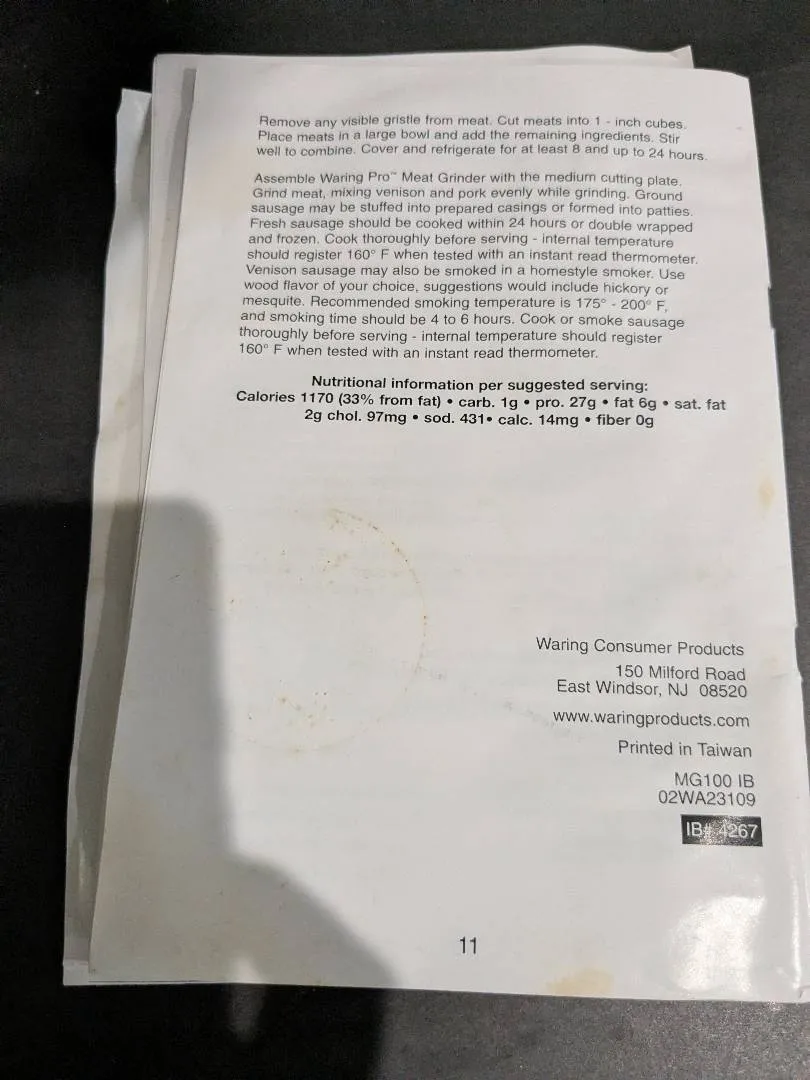 Remove any visible gristle from meat. Cut meats into 1 - inch cubes.
Place meats in a large bowl and add the remaining ingredients. Stir
well to combine. Cover and refrigerate for at least 8 and up to 24 hours.
Assemble Waring Pro™ Meat Grinder with the medium cutting plate.
Grind meat, mixing venison and pork evenly while grinding. Ground
sausage may be stuffed into prepared casings or formed into patties.
Fresh sausage should be cooked within 24 hours or double wrapped
and frozen. Cook thoroughly before serving - internal temperature
should register 160° F when tested with an instant read thermometer.
Venison sausage may also be smoked in a homestyle smoker. Use
wood flavor of your choice, suggestions would include hickory or
mesquite. Recommended smoking temperature is 175° - 200° F,
and smoking time should be 4 to 6 hours. Cook or smoke sausage
thoroughly before serving - internal temperature should register
160° F when tested with an instant read thermometer.
Nutritional information per suggested serving:
Calories 1170 (33% from fat) • carb. 1g • pro. 27g • fat 6g • sat. fat
2g chol. 97mg • sod. 431• calc. 14mg • fiber 0g
Waring Consumer Products
150 Milford Road
East Windsor, NJ 08520
www.waringproducts.com
Printed in Taiwan
MG100 IB
02WA23109
IB# 4267
11